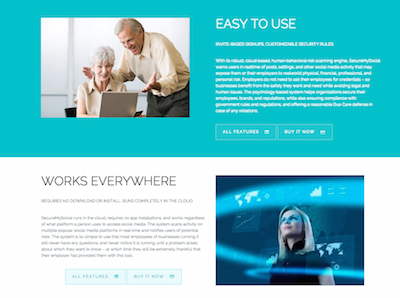 EASY TO USE
INVITE-BASED SIGNUPS, CUSTOMIZABLE SECURITY RULES
With its robust, cloud-based, human-behavioral-risk scanning engine, SecureMySocial
warns users in realtime of posts, settings, and other social media activity that may
expose them or their employers to realworld physical, financial, professional, and
personal risk. Employers do not need to ask their employees for credentials – so
businesses benefit from the safety they want and need while avoiding legal and
human issues. The psychology-based system helps organizations secure their
employees, brands, and reputations, while also ensuring compliance with
government rules and regulations, and offering a reasonable Due Care defense in
case of any violations.
ALL FEATURES
BUY IT NOW
WORKS EVERYWHERE
REQUIRES NO DOWNLOAD OR INSTALL, RUNS COMPLETELY IN THE CLOUD
SecureMySocial runs in the cloud, requires no app installations, and works regardless
of what platform a person uses to access social media. The system scans activity on
multiple popular social media platforms in real-time and notifies users of potential
risks. The system is so simple to use that most employees of businesses running it
will never have any questions, and never notice it is running until a problem arises
about which they want to know – at which time they will be extremely thankful that
their employer has provided them with this tool.
ALL FEATURES
BUY IT NOW